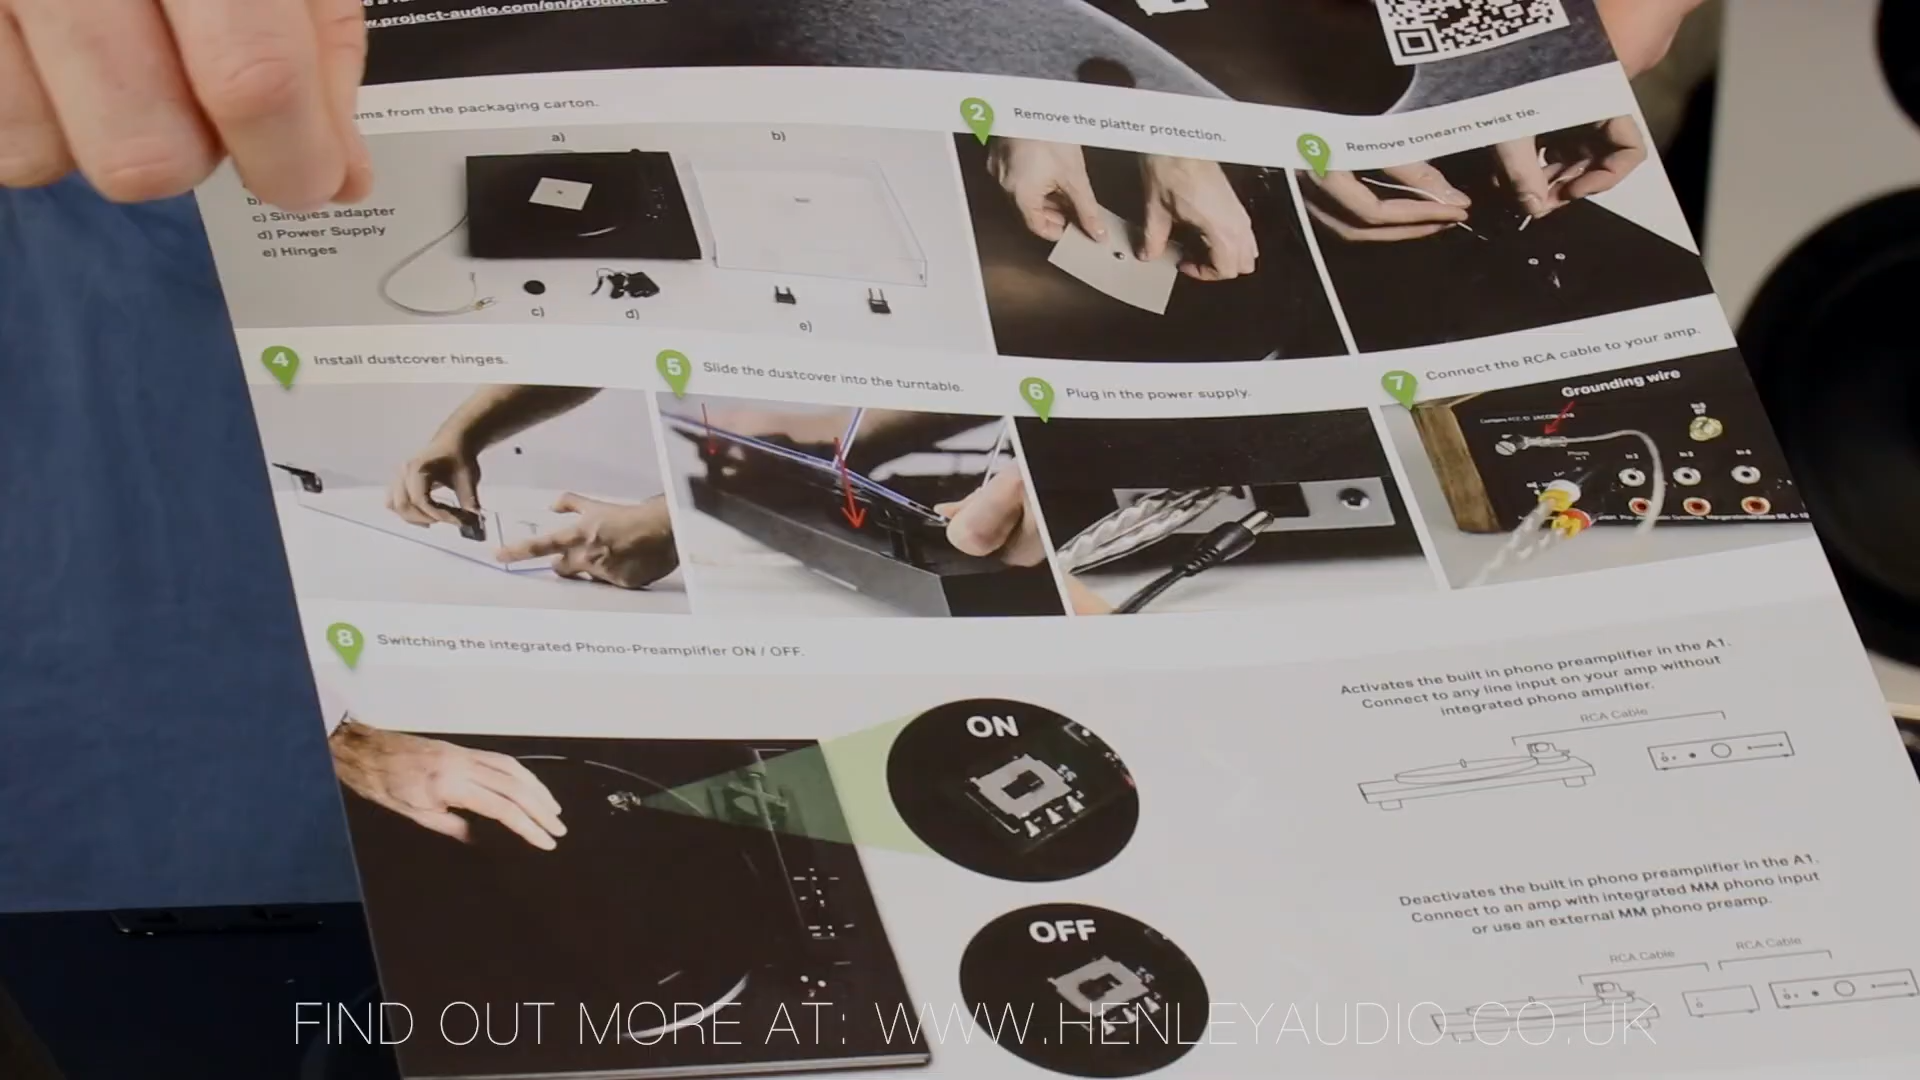 w.project-audio.com/en/product
ms from the packaging carton.
a)
b)
b)
c) Singles adapter
d) Power Supply
e) Hinges
c)
d)
e)
2
Remove the platter protection.
3
Remove tonearm twist tie.
4
Install dustcover hinges.
5
Slide the dustcover into the turntable.
6
Plug in the power supply.
7
Connect the RCA cable to your amp.
Grounding wire
8
Switching the integrated Phono-Preamplifier ON / OFF.
ON
Activates the built in phono preamplifier in the A1.
Connect to any line input on your amp without
integrated phono amplifier.
RCA Cable
OFF
Deactivates the built in phono preamplifier in the A1.
Connect to an amp with integrated MM phono input
or use an external MM phono preamp.
RCA Cable
RCA Cable
FIND OUT MORE AT: WWW.HENLEYAUDIO.CO.UK